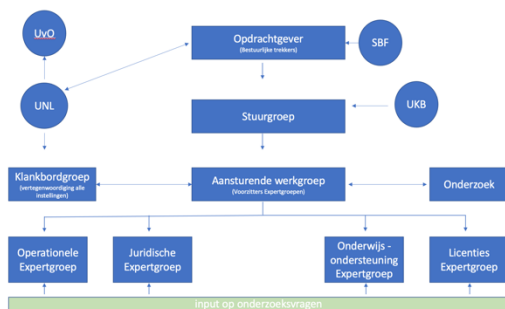 UvO
Opdrachtgever
(Bestuurlijke trekkers)
SBF
UNL
Stuurgroep
UKB
Klankbordgroep
(vertegenwoordiging alle
instellingen)
Aansturende werkgroep
(Voorzitters Expertgroepen)
Onderzoek
Operationele
Expertgroep
Juridische
Expertgroep
Onderwijs -
ondersteuning
Expertgroep
Licenties
Expertgroep
input op onderzoeksvragen